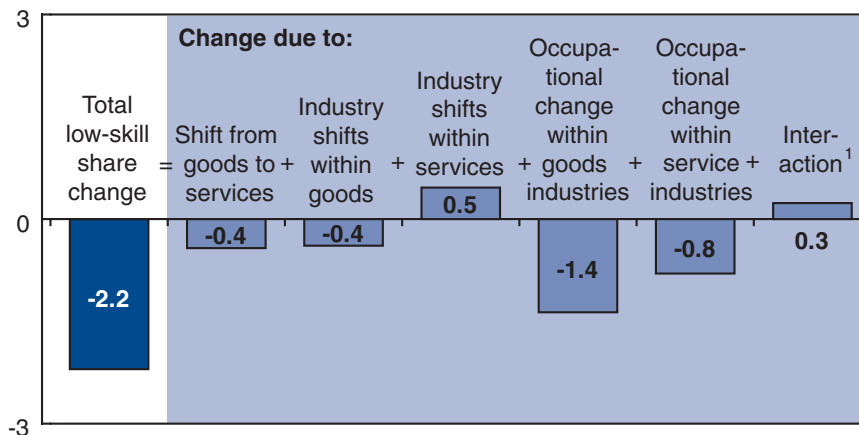 3
Change due to:
Total
low-skill
share
change
=
Shift from
goods to
services
+
Industry
shifts
within
goods
+
Industry
shifts
within
services
+
Occupa-
tional
change
within
goods
industries
+
Occupa-
tional
change
within
service
industries
+
Inter-
action1
0
-2.2
-0.4
-0.4
0.5
-1.4
-0.8
0.3
-3